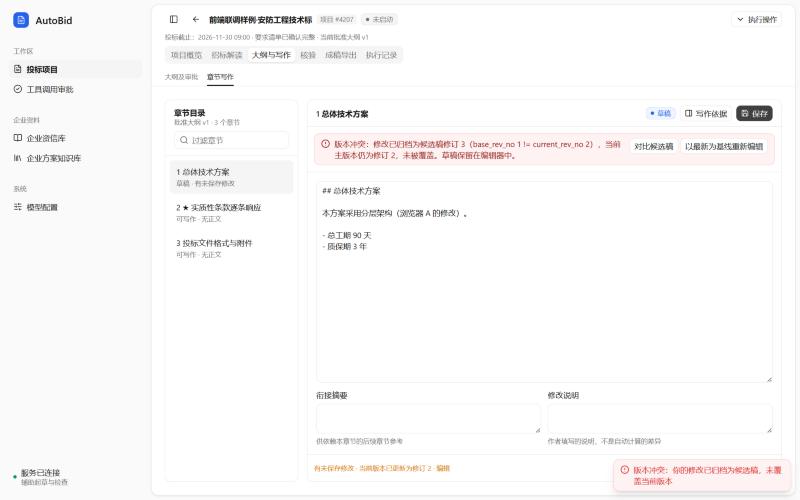 AutoBid
工作区
投标项目
工具调用审批
企业资料
企业资信库
企业方案知识库
系统
模型配置
服务已连接
辅助起草与检查
前端联调样例·安防工程技术标 项目 #4207 未启动
执行操作
投标截止：2026-11-30 09:00 · 要求清单已确认完整 · 当前批准大纲 v1
项目概览 招标解读 大纲与写作 核验 成稿导出 执行记录
大纲及审批 章节写作
章节目录
批准大纲 v1 · 3 个章节
过滤章节
1 总体技术方案
草稿 · 有未保存修改
2 ★ 实质性条款逐条响应
可写作 · 无正文
3 投标文件格式与附件
可写作 · 无正文
1 总体技术方案
草稿 写作依据 保存
版本冲突：修改已归档为候选稿修订 3（base_rev_no 1 != current_rev_no 2），当前
主版本仍为修订 2，未被覆盖。草稿保留在编辑器中。
对比候选稿 以最新为基线重新编辑
## 总体技术方案
本方案采用分层架构（浏览器 A 的修改）。
- 总工期 90 天
- 质保期 3 年
衔接摘要
供依赖本章节的后续章节参考
修改说明
作者填写的说明，不是自动计算的差异
有未保存修改 · 当前版本已更新为修订 2 · 编辑
版本冲突：你的修改已归档为候选稿，未覆
盖当前版本